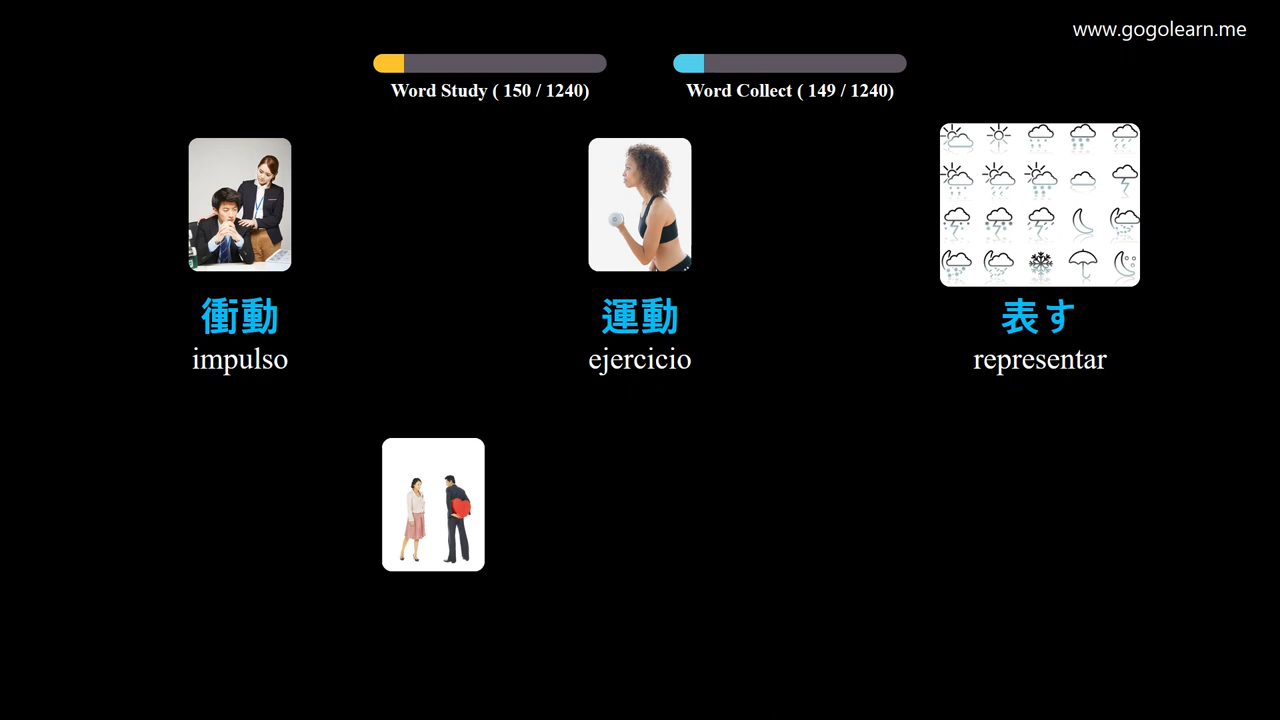 www.gogolearn.me
Word Study ( 150 / 1240)
Word Collect ( 149 / 1240)
衝動
impulso
運動
ejercicio
表す
representar